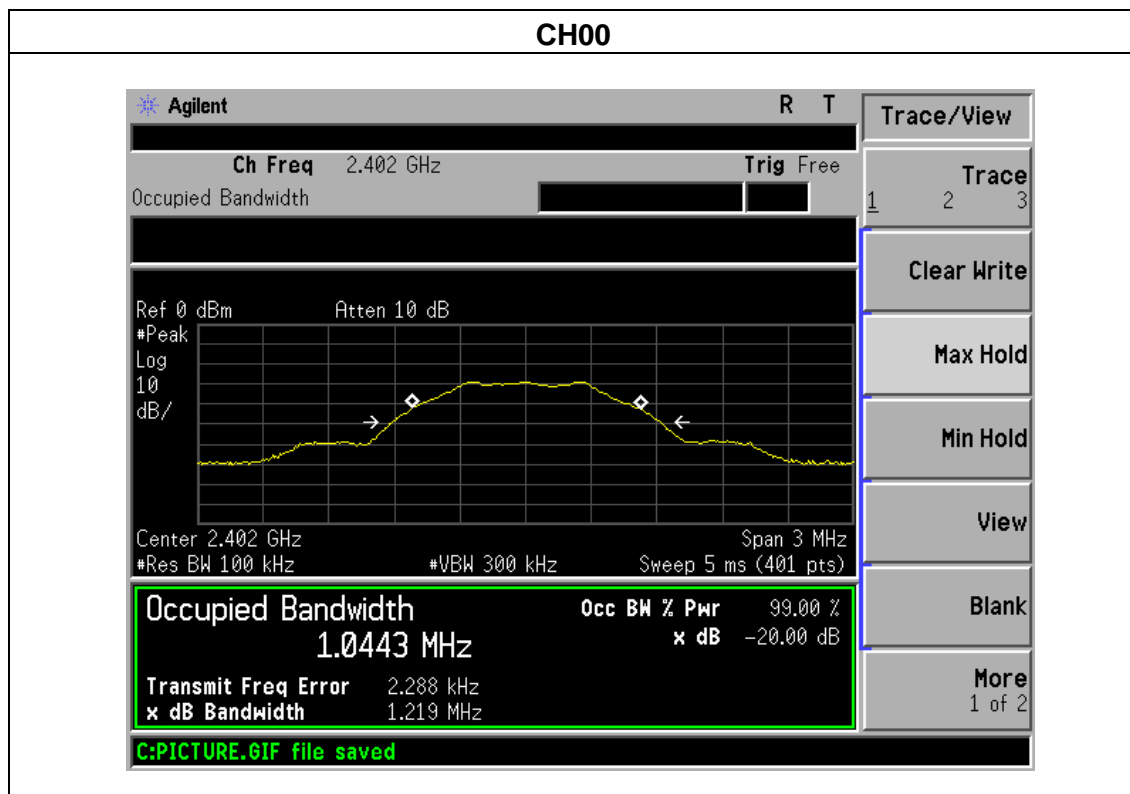 CH00
Agilent R T
Ch Freq 2.402 GHz Trig Free
Occupied Bandwidth
Ref 0 dBm Atten 10 dB
#Peak
Log
10
dB/
Center 2.402 GHz Span 3 MHz
#Res BW 100 kHz #VBW 300 kHz Sweep 5 ms (401 pts)
Occupied Bandwidth Occ BW % Pwr 99.00 %
1.0443 MHz x dB -20.00 dB
Transmit Freq Error 2.288 kHz
x dB Bandwidth 1.219 MHz
C:PICTURE.GIF file saved
Trace/View
Trace
1 2 3
Clear Write
Max Hold
Min Hold
View
Blank
More
1 of 2